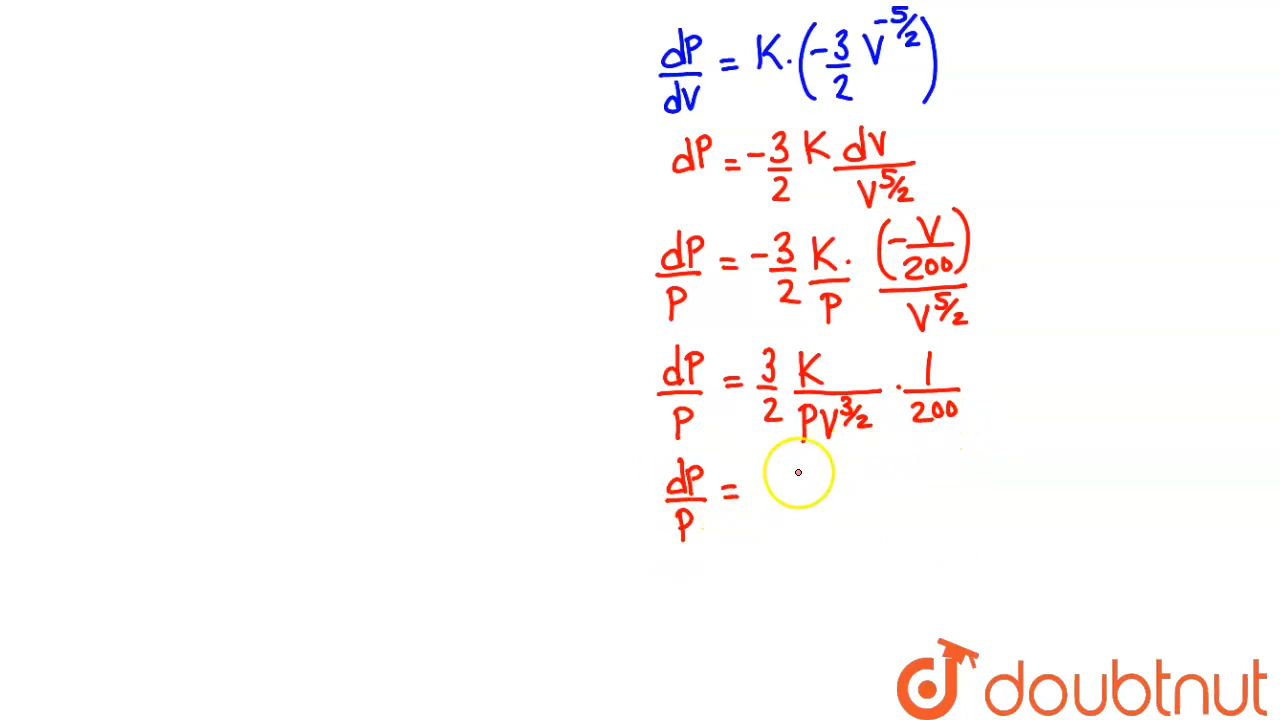 dP/dV = K·(-3/2 V^-5/2)
dP = -3/2 K dV/V^5/2
dP/P = -3/2 K/P · (-V/200)/V^5/2
dP/P = 3/2 K/PV^3/2 · 1/200
dP/P =
doubtnut